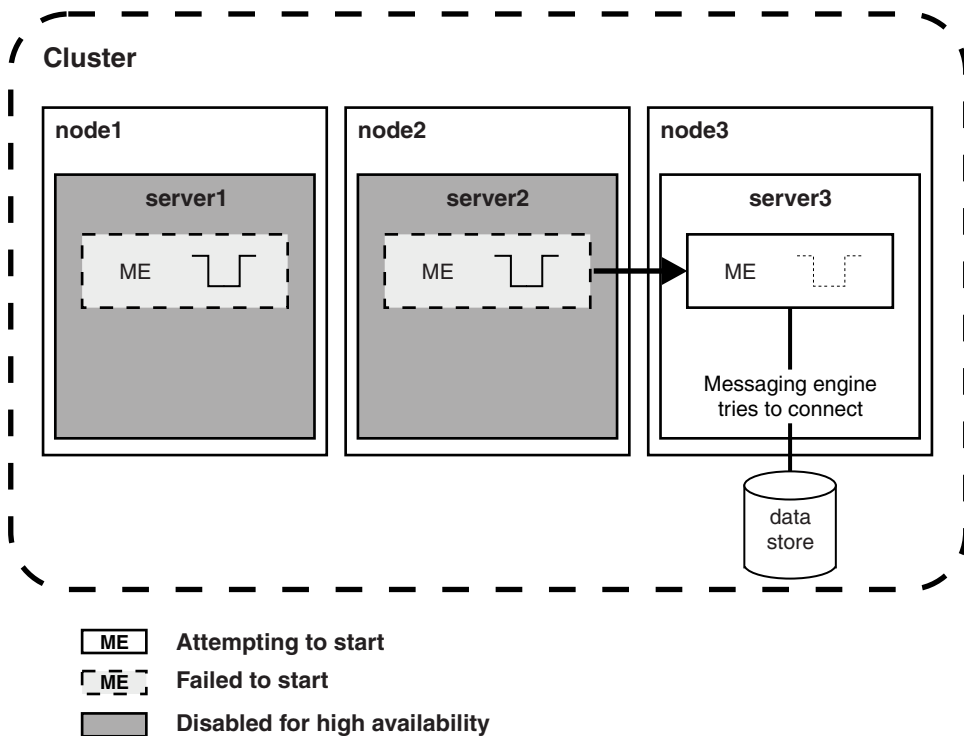 Cluster
node1
node2
node3
server1
server2
server3
ME
ME
ME
Messaging engine
tries to connect
data
store
ME Attempting to start
ME Failed to start
Disabled for high availability